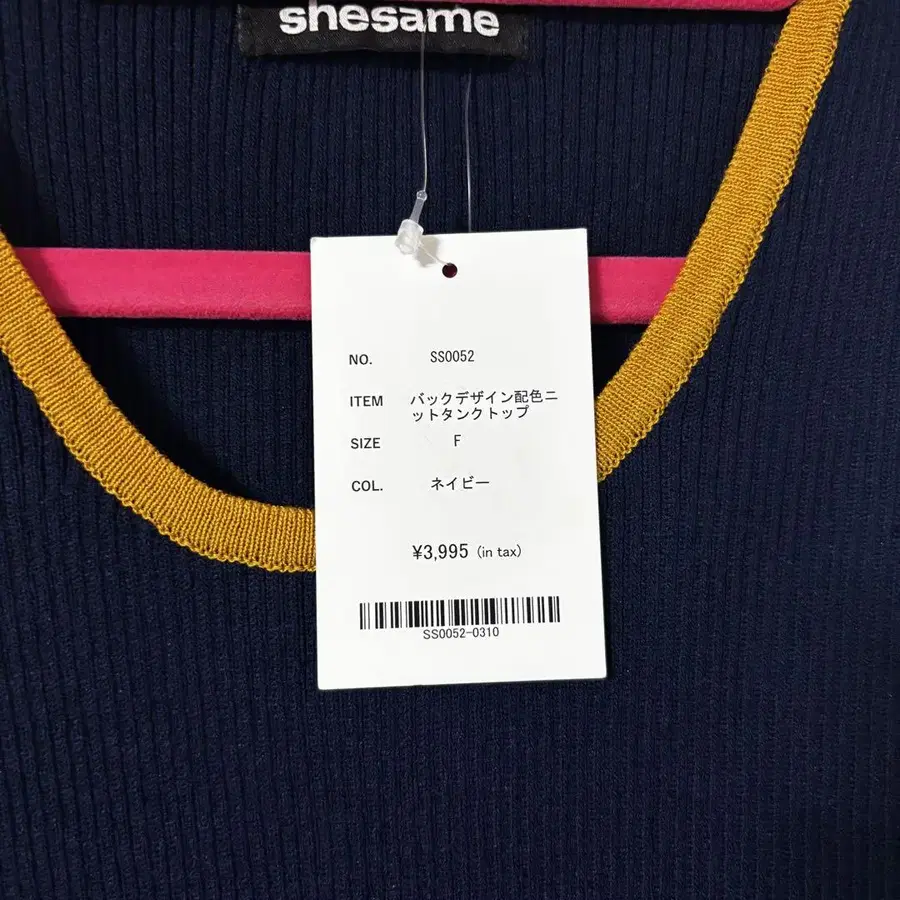 shesame
NO. SS0052
ITEM バックデザイン配色ニ
ットタンクトップ
SIZE F
COL. ネイビー
¥3,995 (in tax)
SS0052-0310